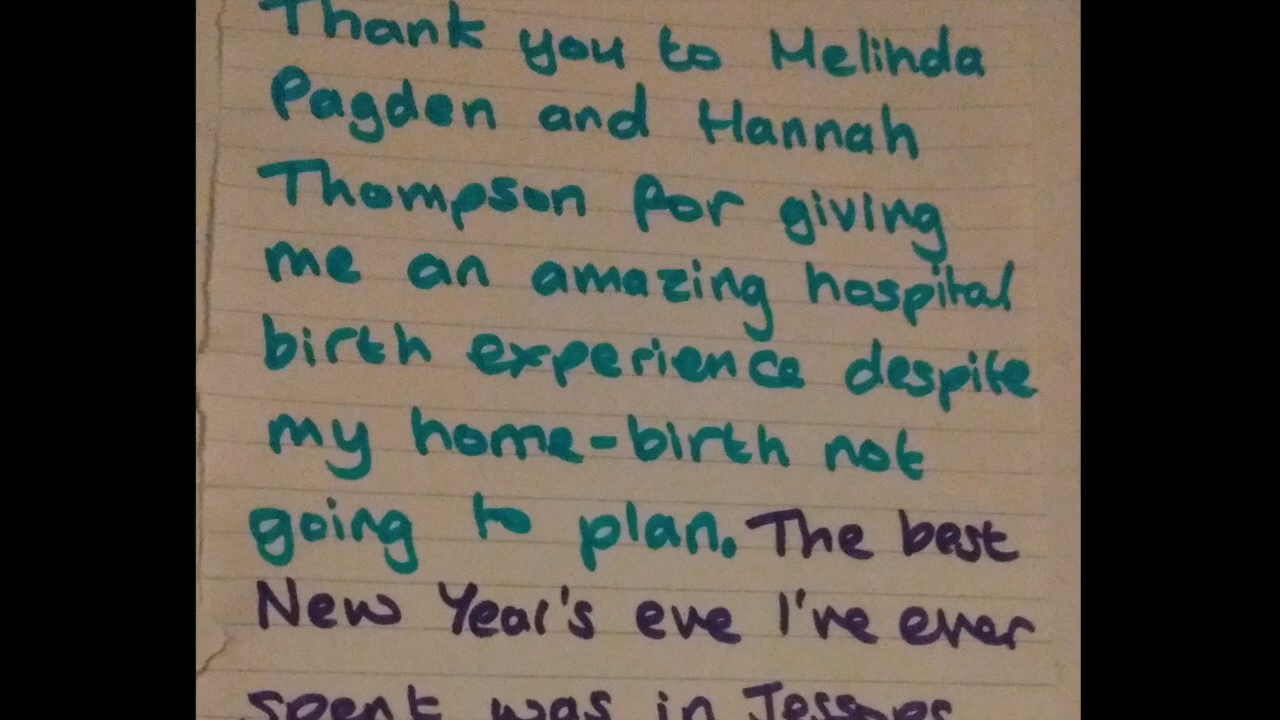 Thank you to Melinda
Pagden and Hannah
Thompson for giving
me an amazing hospital
birth experience despite
my home-birth not
going to plan. The best
New Year's eve I've ever
spent was in Jessops